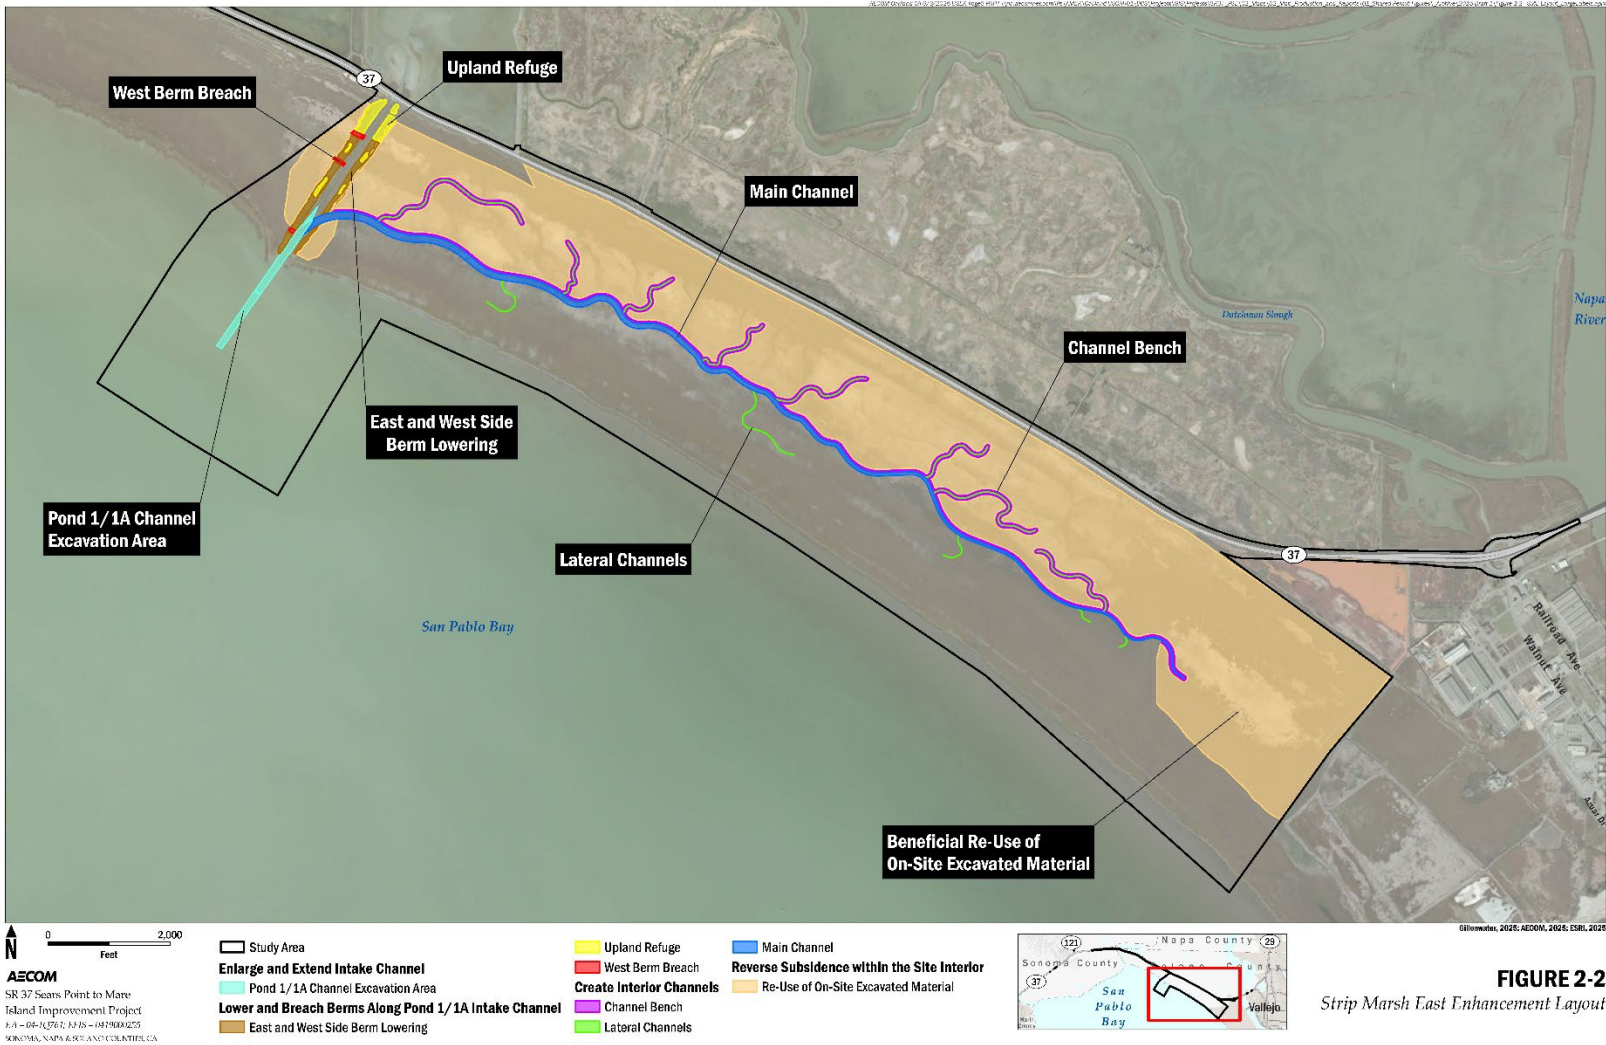 37
Upland Refuge
West Berm Breach
Main Channel
Napa
River
Dutchman Slough
Channel Bench
East and West Side
Berm Lowering
Pond 1/1A Channel
Excavation Area
Lateral Channels
37
San Pablo Bay
Railroad Ave
Walnut Ave
Azuar Dr
Beneficial Re-Use of
On-Site Excavated Material
Gillenwater, 2025; AECOM, 2025; ESRI, 2025
N
0 2,000
Feet
AECOM
SR 37 Sears Point to Mare
Island Improvement Project
SONOMA, NAPA & SOLANO COUNTIES, CA
Study Area
Enlarge and Extend Intake Channel
Pond 1/1A Channel Excavation Area
Lower and Breach Berms Along Pond 1/1A Intake Channel
East and West Side Berm Lowering
Upland Refuge
West Berm Breach
Create Interior Channels
Channel Bench
Lateral Channels
Main Channel
Reverse Subsidence within the Site Interior
Re-Use of On-Site Excavated Material
121
Napa County
29
Sonoma County
County
37
San
Pablo
Bay
Vallejo
FIGURE 2-2
Strip Marsh East Enhancement Layout